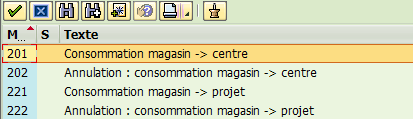 M... S Texte
201 Consommation magasin -> centre
202 Annulation : consommation magasin -> centre
221 Consommation magasin -> projet
222 Annulation : consommation magasin -> projet